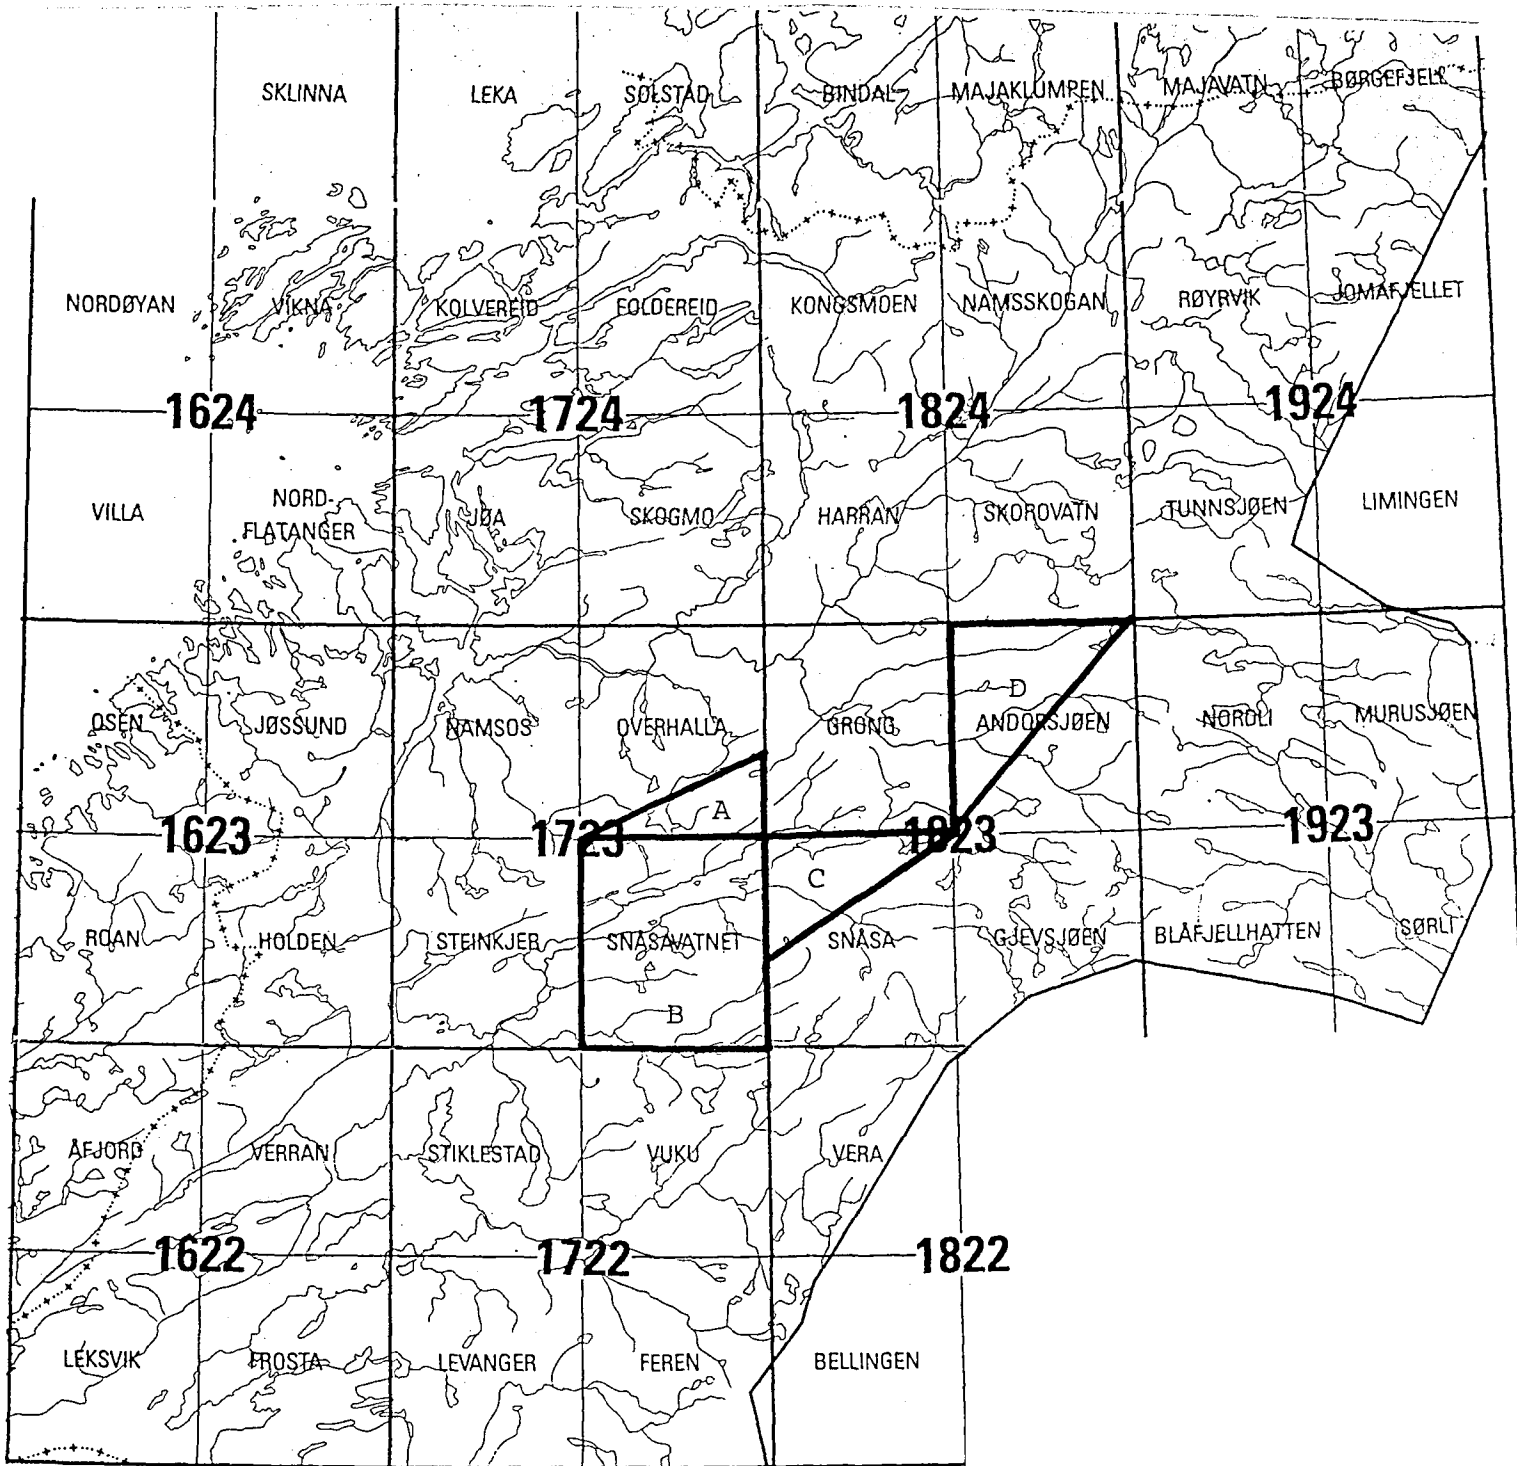 SKLINNA LEKA SOLSTAD BINDAL MAJAKLUMPEN MAJAVATN BØRGEFJELL
NORDØYAN VIKNA KOLVEREID FOLDEREID KONGSMOEN NAMSSKOGAN RØYRVIK JOMAFJELLET
1624 1724 1824 1924
VILLA NORD-
FLATANGER JØA SKOGMO HARRAN SKOROVATN TUNNSJØEN LIMINGEN
D
OSEN JØSSUND NAMSOS OVERHALLA GRONG ANDORSJØEN NORDLI MURUSJØEN
A
1623 1723 1823 1923
C
ROAN HOLDEN STEINKJER SNÅSAVATNET SNÅSA GJEVSJØEN BLÅFJELLHATTEN SØRLI
B
ÅFJORD VERRAN STIKLESTAD VUKU VERA
1622 1722 1822
LEKSVIK FROSTA LEVANGER FEREN BELLINGEN